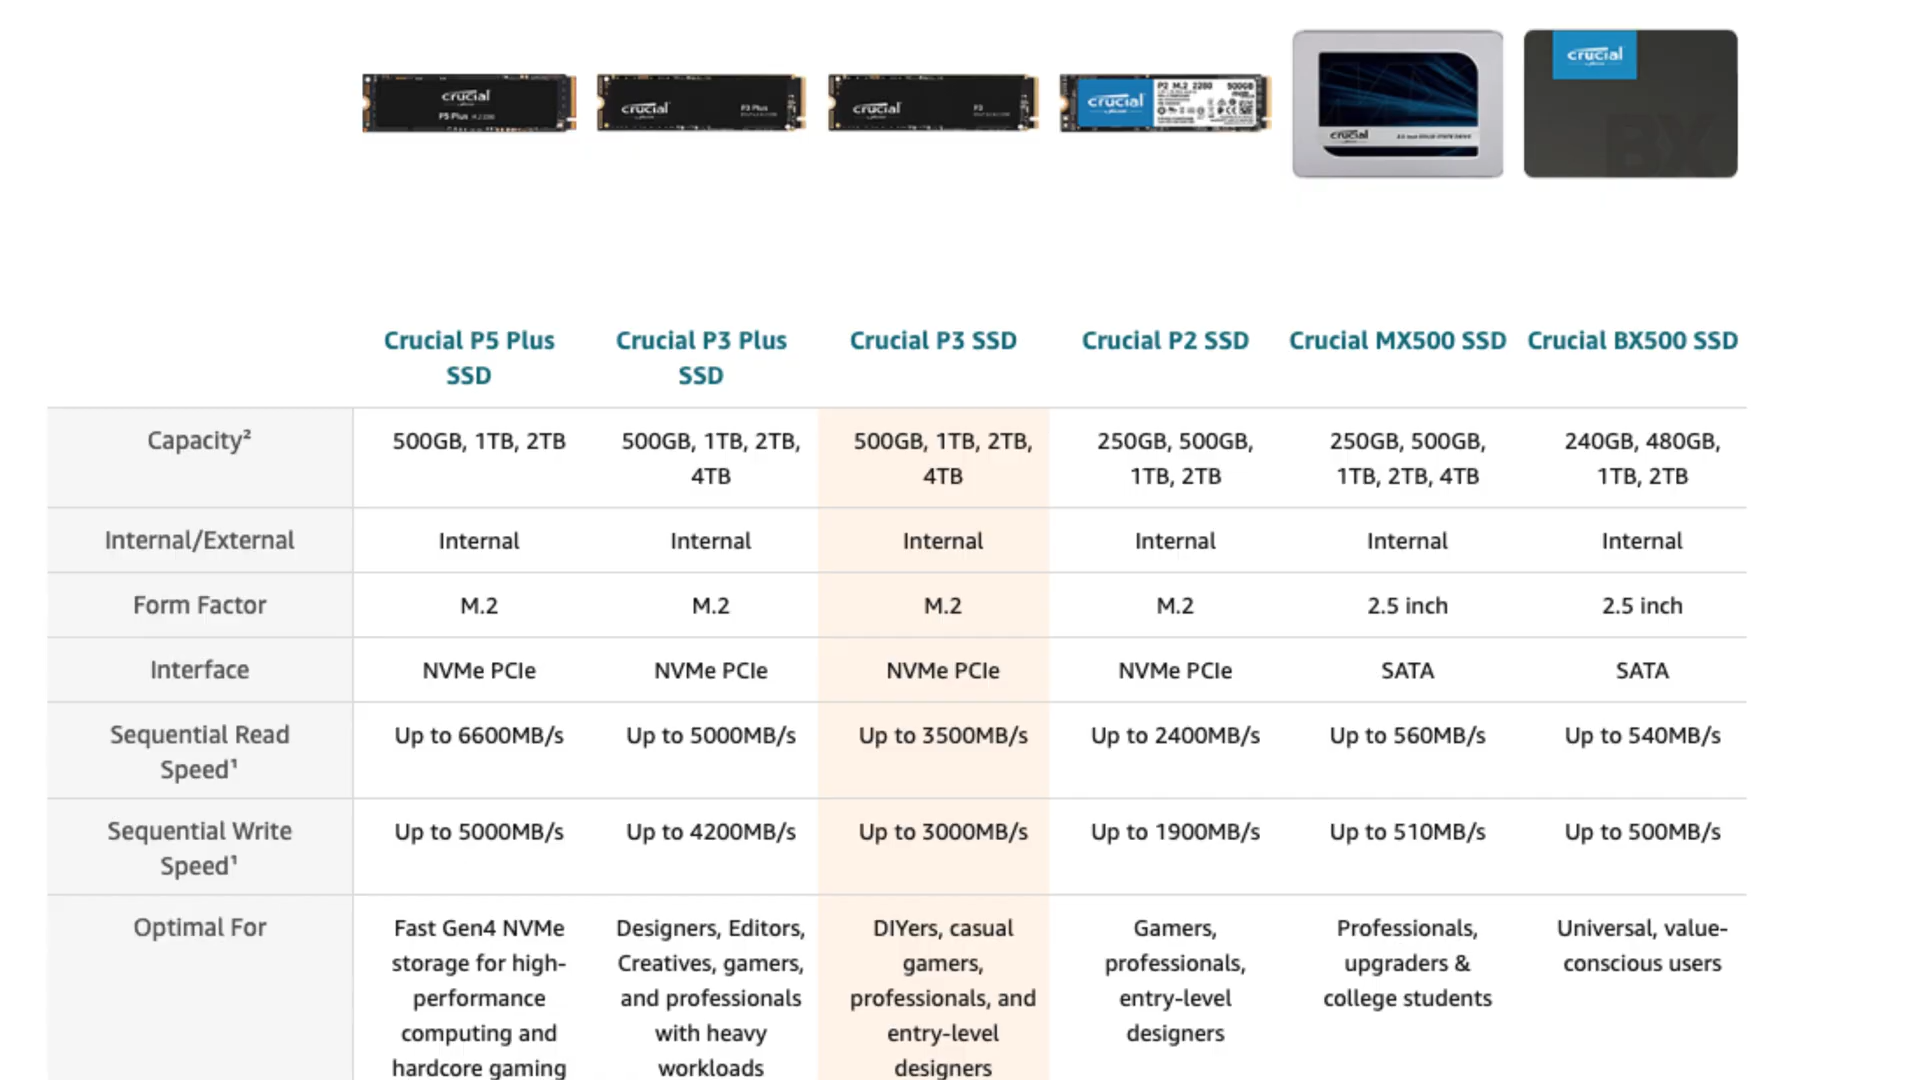 crucial
P5 Plus
crucial
P3 Plus
crucial
P3
crucial
P2 M.2 2280 500GB
crucial
2.5 INCH SOLID STATE DRIVE
crucial
BX
Crucial P5 Plus SSD
Crucial P3 Plus SSD
Crucial P3 SSD
Crucial P2 SSD
Crucial MX500 SSD
Crucial BX500 SSD
Capacity²
500GB, 1TB, 2TB
500GB, 1TB, 2TB, 4TB
500GB, 1TB, 2TB, 4TB
250GB, 500GB, 1TB, 2TB
250GB, 500GB, 1TB, 2TB, 4TB
240GB, 480GB, 1TB, 2TB
Internal/External
Internal
Internal
Internal
Internal
Internal
Internal
Form Factor
M.2
M.2
M.2
M.2
2.5 inch
2.5 inch
Interface
NVMe PCIe
NVMe PCIe
NVMe PCIe
NVMe PCIe
SATA
SATA
Sequential Read Speed¹
Up to 6600MB/s
Up to 5000MB/s
Up to 3500MB/s
Up to 2400MB/s
Up to 560MB/s
Up to 540MB/s
Sequential Write Speed¹
Up to 5000MB/s
Up to 4200MB/s
Up to 3000MB/s
Up to 1900MB/s
Up to 510MB/s
Up to 500MB/s
Optimal For
Fast Gen4 NVMe
storage for high-
performance
computing and
hardcore gaming
Designers, Editors,
Creatives, gamers,
and professionals
with heavy
workloads
DIYers, casual
gamers,
professionals, and
entry-level
designers
Gamers,
professionals,
entry-level
designers
Professionals,
upgraders &
college students
Universal, value-
conscious users